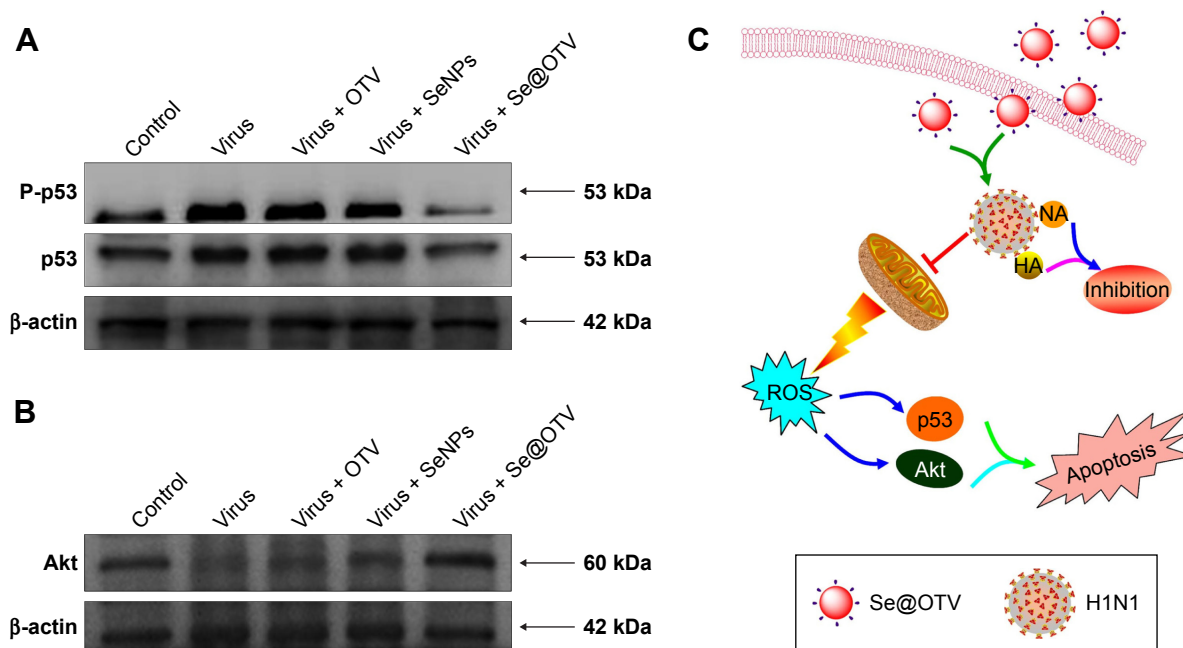 A
Control
Virus
Virus + OTV
Virus + SeNPs
Virus + Se@OTV
P-p53
53 kDa
p53
53 kDa
β-actin
42 kDa
B
Control
Virus
Virus + OTV
Virus + SeNPs
Virus + Se@OTV
Akt
60 kDa
β-actin
42 kDa
C
NA
HA
Inhibition
ROS
p53
Akt
Apoptosis
Se@OTV
H1N1